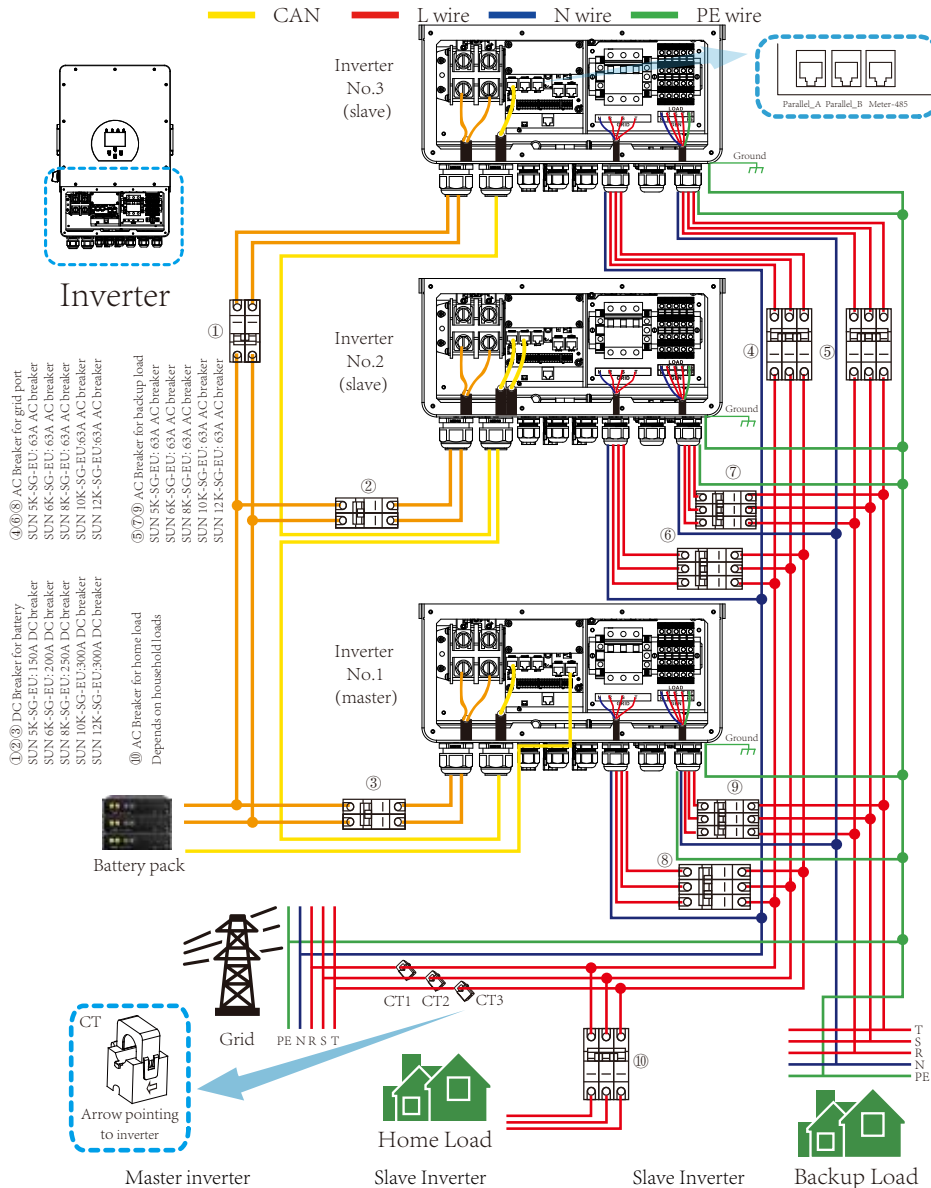 CAN
L wire
N wire
PE wire
Inverter
No.3
(slave)
Parallel_A Parallel_B Meter-485
LOAD
GRID
GEN
Ground
Inverter
①
Inverter
No.2
(slave)
④
⑤
LOAD
GRID
GEN
Ground
②
⑦
⑥
④⑥⑧ AC Breaker for grid port
SUN 5K-SG-EU: 63A AC breaker
SUN 6K-SG-EU: 63A AC breaker
SUN 8K-SG-EU: 63A AC breaker
SUN 10K-SG-EU:63A AC breaker
SUN 12K-SG-EU:63A AC breaker
⑤⑦⑨ AC Breaker for backup load
SUN 5K-SG-EU: 63A AC breaker
SUN 6K-SG-EU: 63A AC breaker
SUN 8K-SG-EU: 63A AC breaker
SUN 10K-SG-EU: 63A AC breaker
SUN 12K-SG-EU: 63A AC breaker
①②③ DC Breaker for battery
SUN 5K-SG-EU: 150A DC breaker
SUN 6K-SG-EU: 200A DC breaker
SUN 8K-SG-EU: 250A DC breaker
SUN 10K-SG-EU:300A DC breaker
SUN 12K-SG-EU:300A DC breaker
⑩ AC Breaker for home load
Depends on household loads
Inverter
No.1
(master)
LOAD
GRID
GEN
Ground
③
⑨
⑧
Battery pack
CT1
CT2
CT3
Grid
PE N R S T
CT
Arrow pointing
to inverter
⑩
Home Load
T
S
R
N
PE
Backup Load
Master inverter
Slave Inverter
Slave Inverter